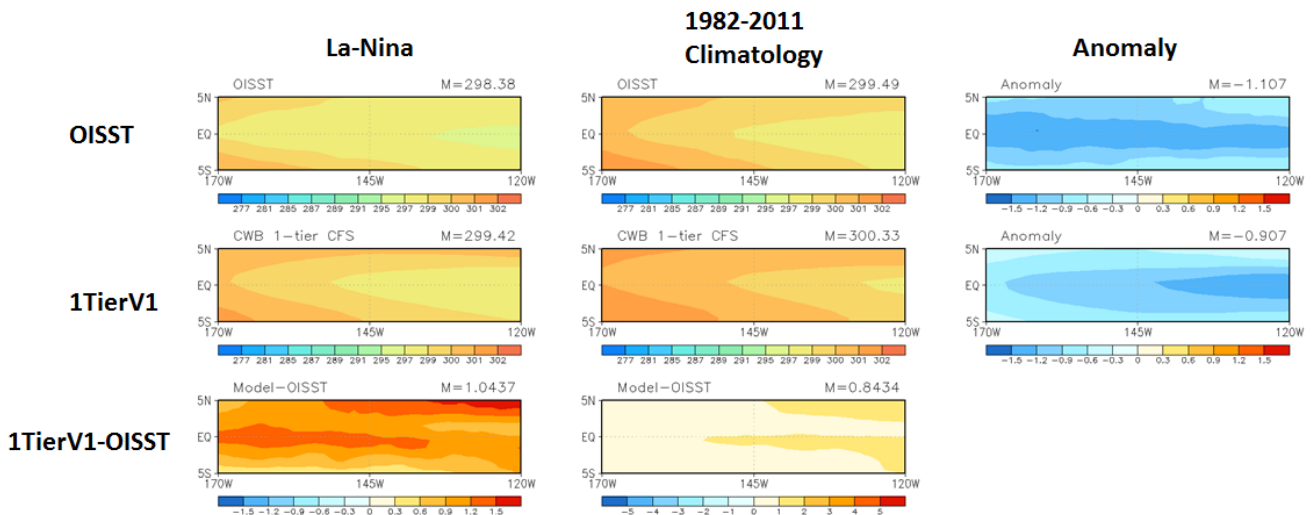 La-Nina
1982-2011
Climatology
Anomaly
OISST
OISST M=298.38
5N
EQ
5S
170W 145W 120W
277 281 285 287 289 291 295 297 299 300 301 302
OISST M=299.49
5N
EQ
5S
170W 145W 120W
277 281 285 287 289 291 295 297 299 300 301 302
Anomaly M=-1.107
5N
EQ
5S
170W 145W 120W
-1.5 -1.2 -0.9 -0.6 -0.3 0 0.3 0.6 0.9 1.2 1.5
1TierV1
CWB 1-tier CFS M=299.42
5N
EQ
5S
170W 145W 120W
277 281 285 287 289 291 295 297 299 300 301 302
CWB 1-tier CFS M=300.33
5N
EQ
5S
170W 145W 120W
277 281 285 287 289 291 295 297 299 300 301 302
Anomaly M=-0.907
5N
EQ
5S
170W 145W 120W
-1.5 -1.2 -0.9 -0.6 -0.3 0 0.3 0.6 0.9 1.2 1.5
1TierV1-OISST
Model-OISST M=1.0437
5N
EQ
5S
170W 145W 120W
-1.5 -1.2 -0.9 -0.6 -0.3 0 0.3 0.6 0.9 1.2 1.5
Model-OISST M=0.8434
5N
EQ
5S
170W 145W 120W
-5 -4 -3 -2 -1 0 1 2 3 4 5